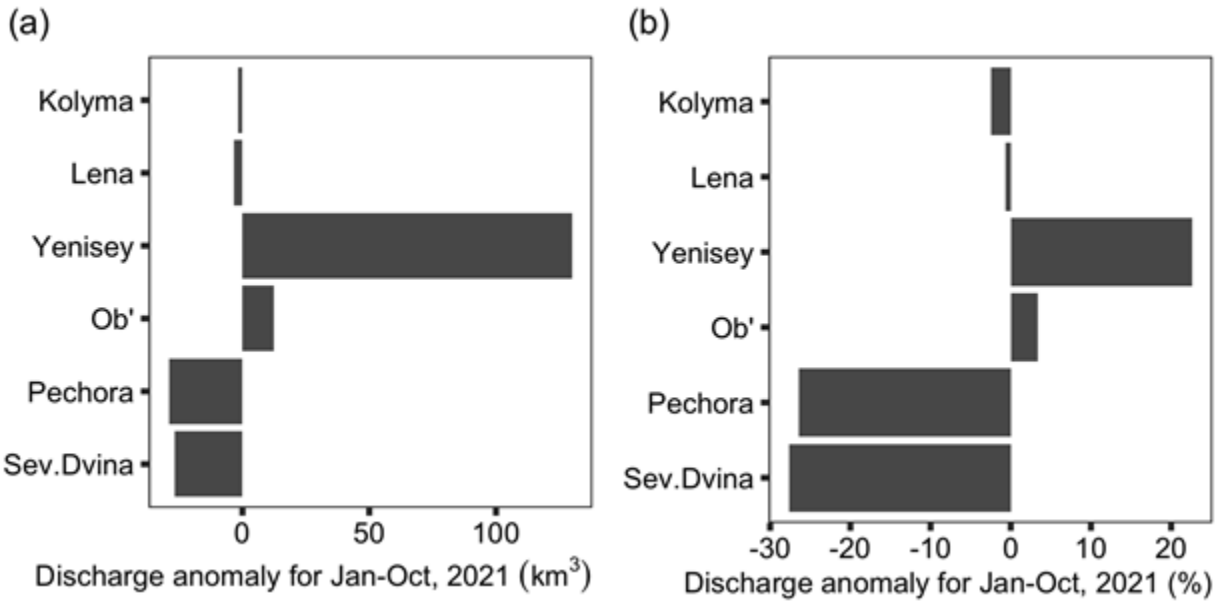 (a)
Kolyma
Lena
Yenisey
Ob'
Pechora
Sev.Dvina
0 50 100
Discharge anomaly for Jan-Oct, 2021 (km³)
(b)
Kolyma
Lena
Yenisey
Ob'
Pechora
Sev.Dvina
-30 -20 -10 0 10 20
Discharge anomaly for Jan-Oct, 2021 (%)